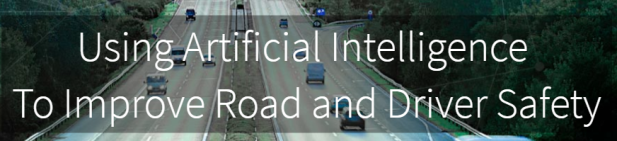 Using Artificial Intelligence
To Improve Road and Driver Safety